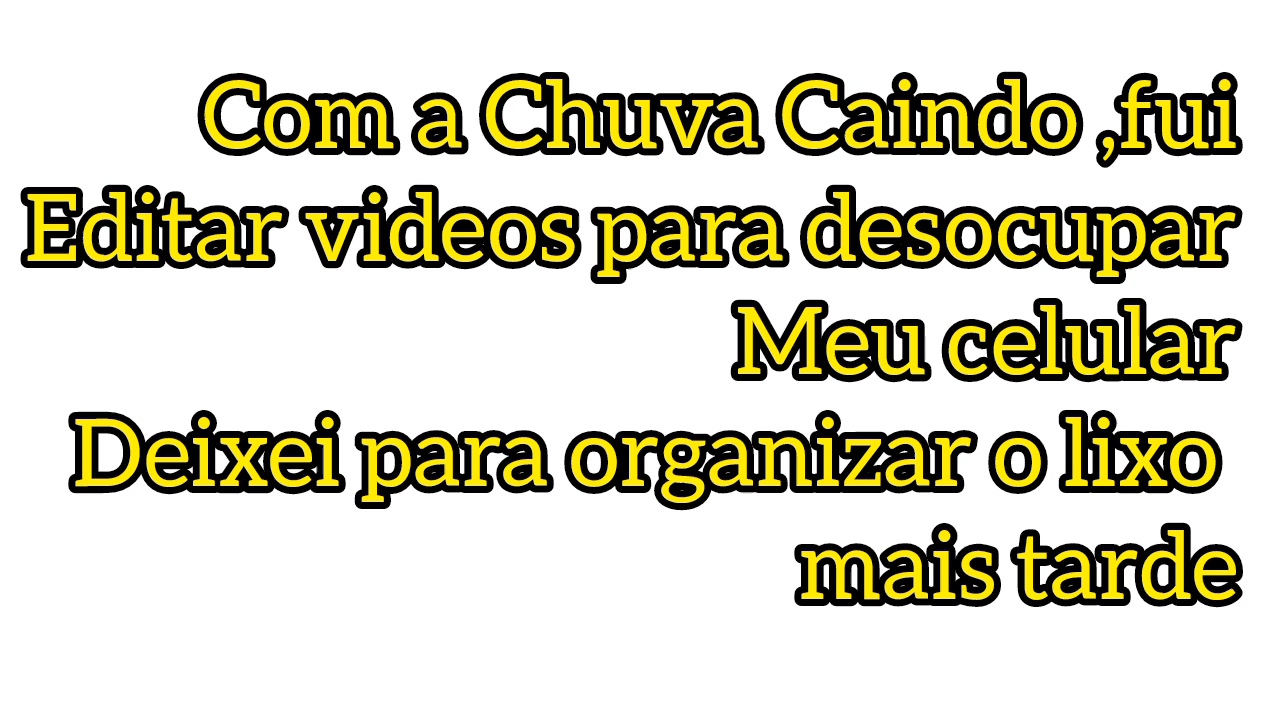 Com a Chuva Caindo ,fui
Editar videos para desocupar
Meu celular
Deixei para organizar o lixo
mais tarde